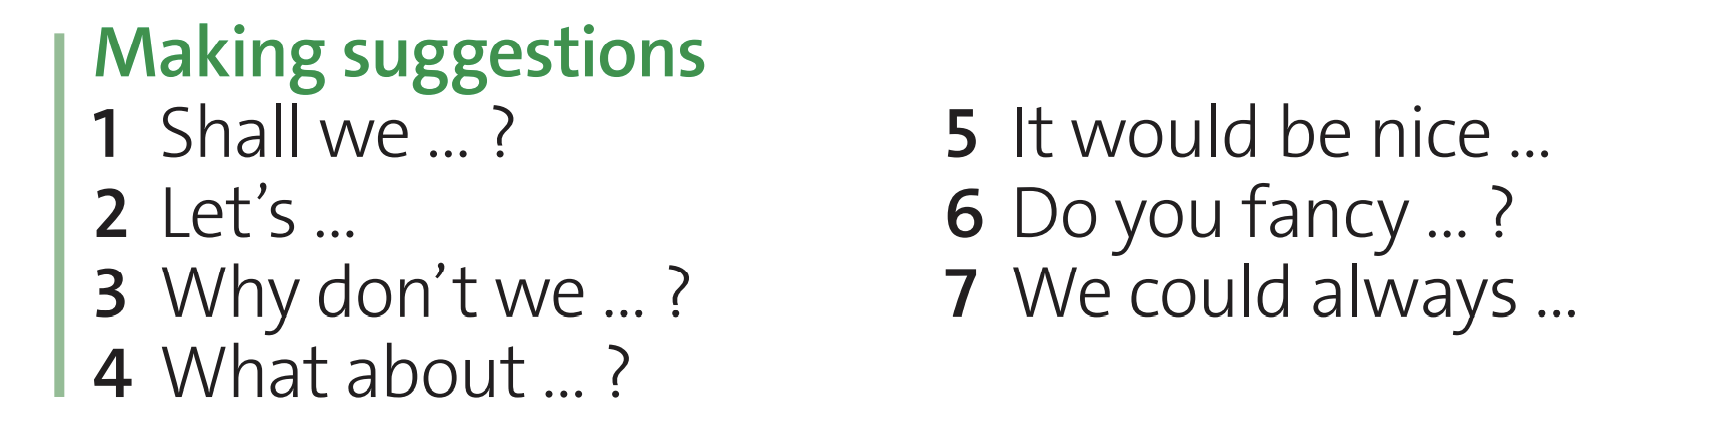 Making suggestions
1 Shall we ... ?
2 Let’s ...
3 Why don’t we ... ?
4 What about ... ?
5 It would be nice ...
6 Do you fancy ... ?
7 We could always ...